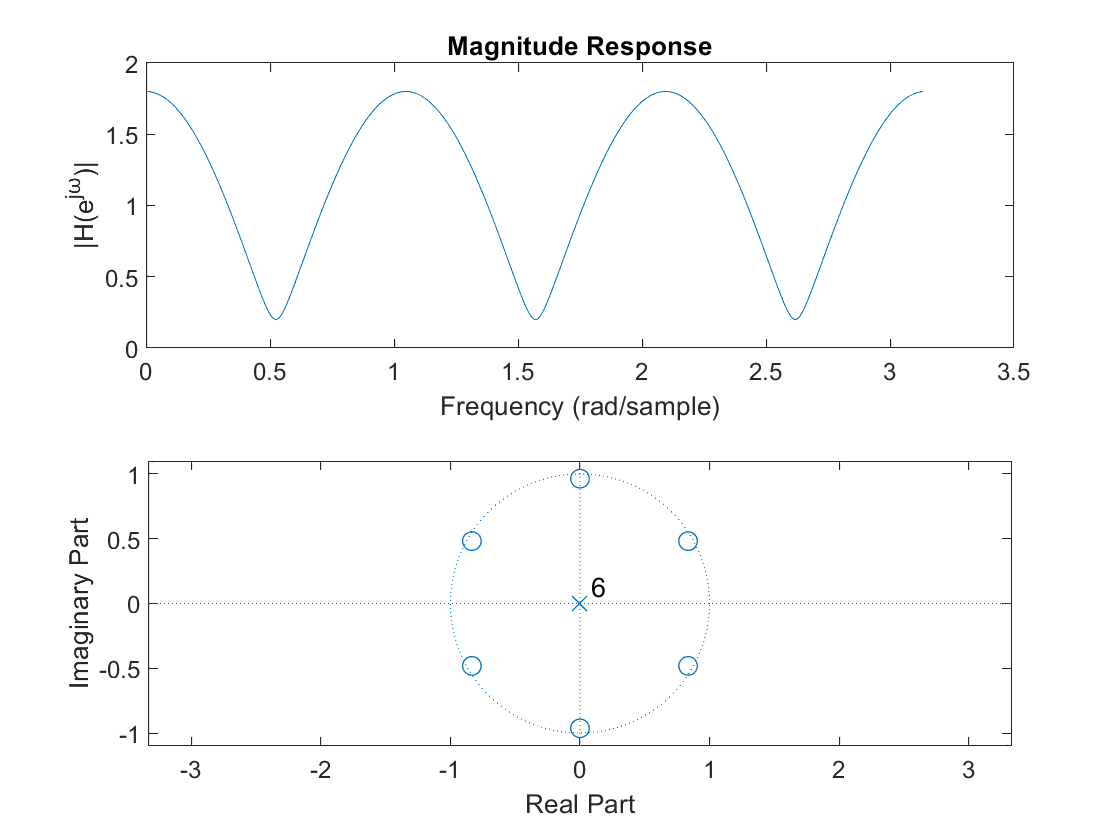 Magnitude Response
2
1.5
1
0.5
0
|H(e^{jω})|
0 0.5 1 1.5 2 2.5 3 3.5
Frequency (rad/sample)
1
0.5
0
-0.5
-1
Imaginary Part
6
-3 -2 -1 0 1 2 3
Real Part